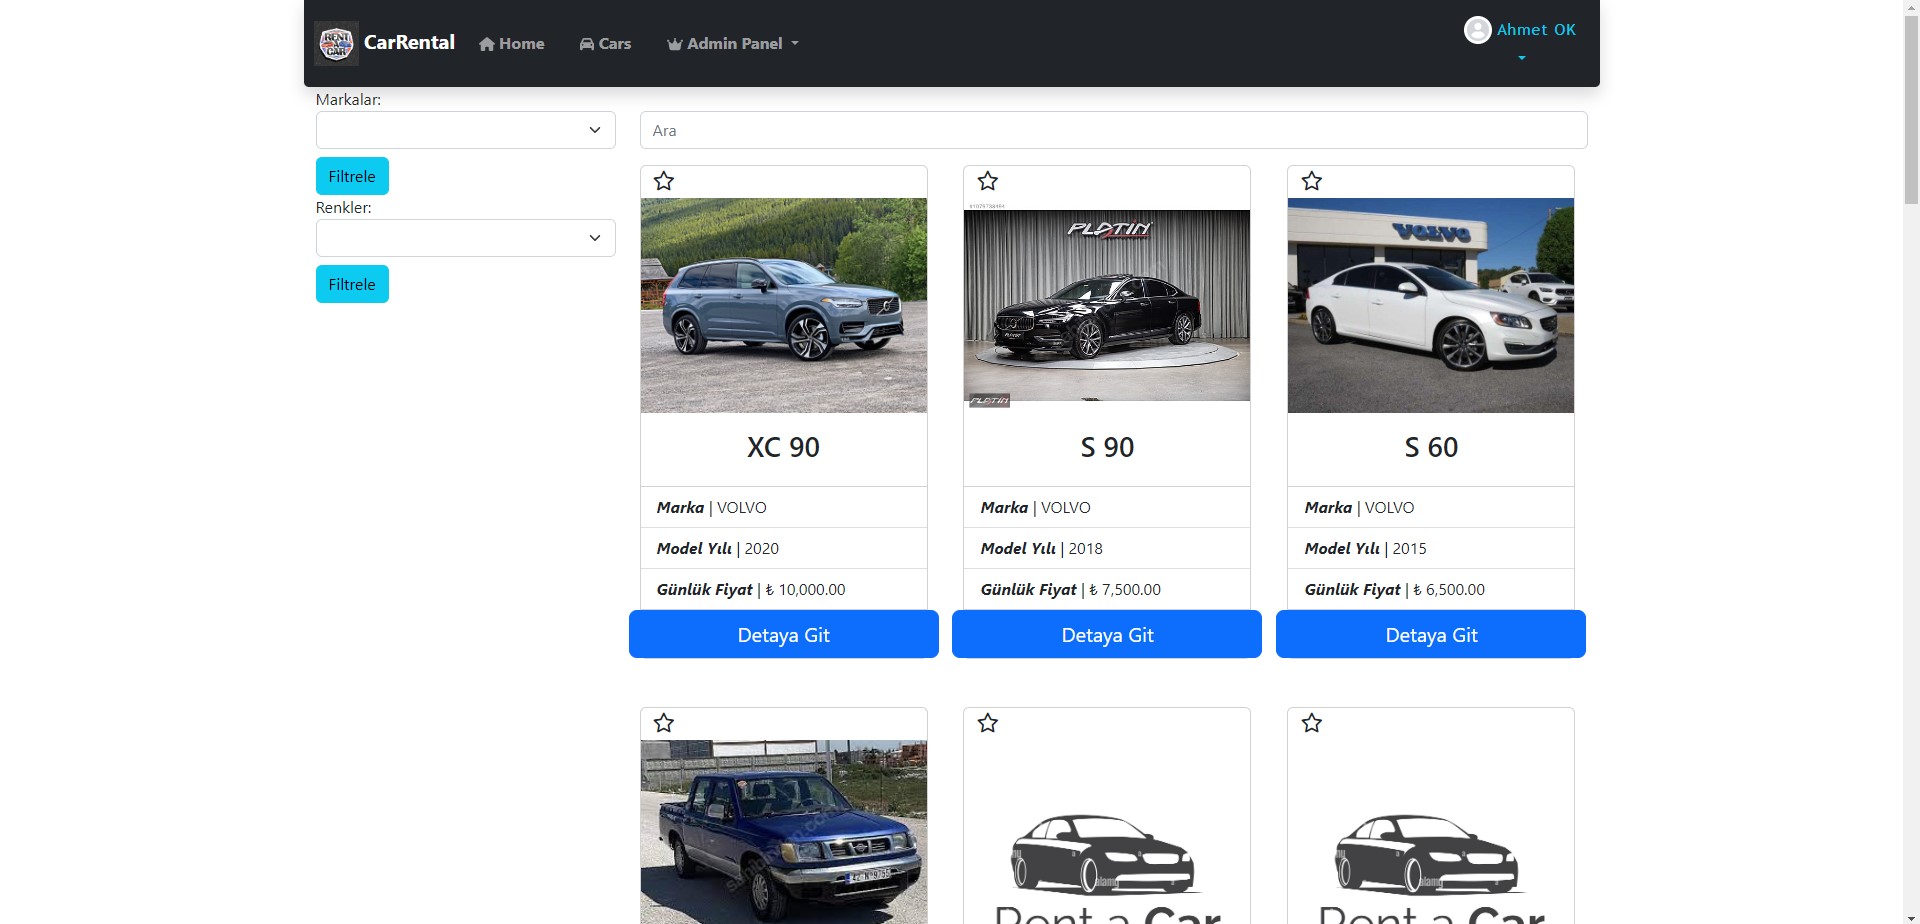 RENT A CAR
CarRental
Home
Cars
Admin Panel
Ahmet OK
Markalar:
Filtrele
Renkler:
Filtrele
Ara
PLATIN
PLATIN
VOLVO
XC 90
S 90
S 60
Marka | VOLVO
Marka | VOLVO
Marka | VOLVO
Model Yılı | 2020
Model Yılı | 2018
Model Yılı | 2015
Günlük Fiyat | ₺ 10,000.00
Günlük Fiyat | ₺ 7,500.00
Günlük Fiyat | ₺ 6,500.00
Detaya Git
Detaya Git
Detaya Git
alamy
alamy
Rent a Car
Rent a Car